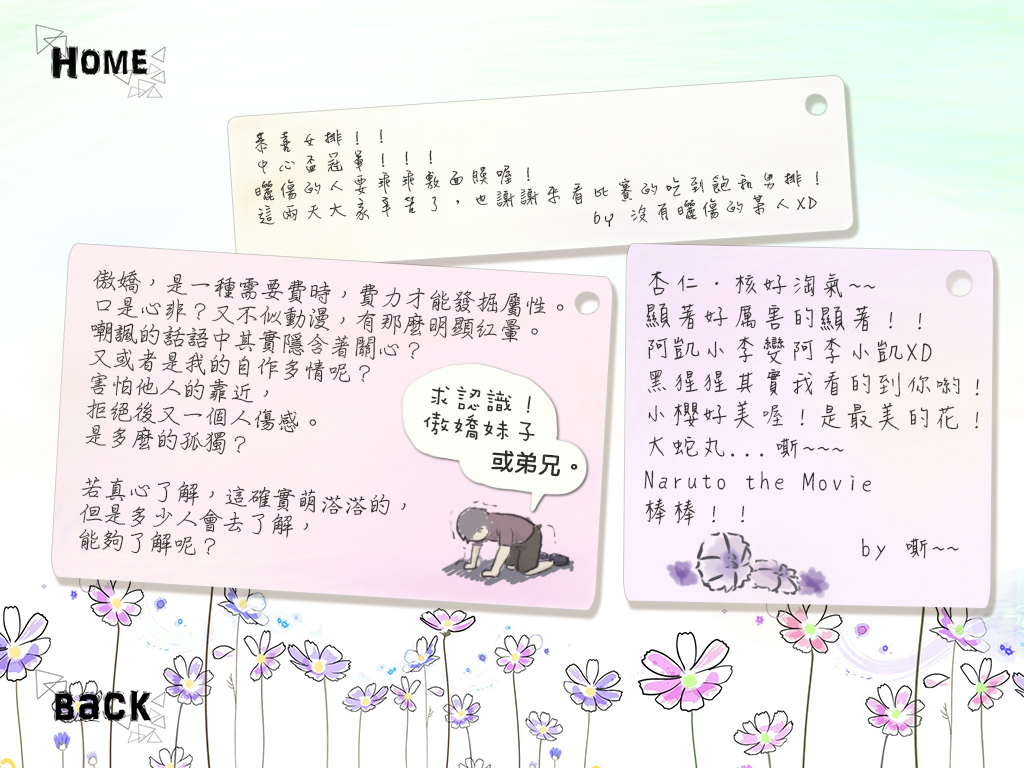 HOME
恭喜女排！！
中心盃冠軍！！！
曬傷的人要乖乖敷面膜喔！
這兩天大家辛苦了，也謝謝來看比賽的吃到飽和男排！
by 沒有曬傷的某人XD
傲嬌，是一種需要費時，費力才能發掘屬性。
口是心非？又不似動漫，有那麼明顯紅暈。
嘲諷的話語中其實隱含著關心？
又或者是我的自作多情呢？
害怕他人的靠近，
拒絕後又一個人傷感。
是多麼的孤獨？
若真心了解，這確實萌落落的，
但是多少人會去了解，
能夠了解呢？
求認識！
傲嬌妹子
或弟兄。
杏仁．核好淘氣~~
顯著好厲害的顯著！！
阿凱小李變阿李小凱XD
黑猩猩其實我看的到你喲！
小櫻好美喔！是最美的花！
大蛇丸...嘶~~~
Naruto the Movie
棒棒！！
by 嘶~~
BACK